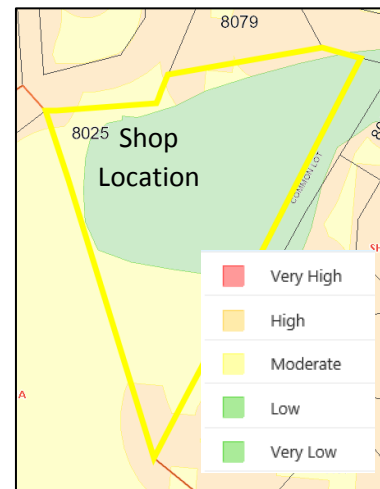 8079
8025
Shop
Location
COMMON LOT
A
Very High
High
Moderate
Low
Very Low